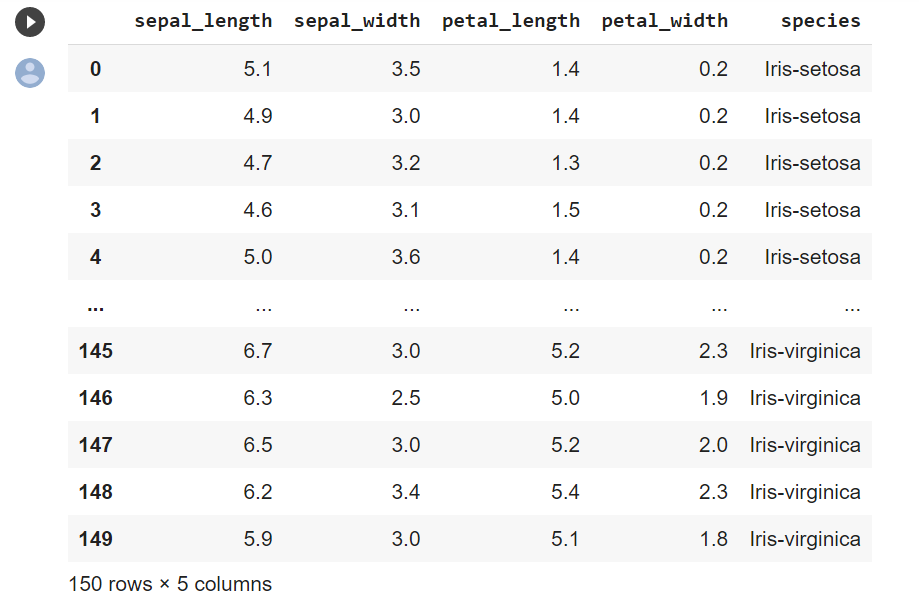 sepal_length sepal_width petal_length petal_width species
0 5.1 3.5 1.4 0.2 Iris-setosa
1 4.9 3.0 1.4 0.2 Iris-setosa
2 4.7 3.2 1.3 0.2 Iris-setosa
3 4.6 3.1 1.5 0.2 Iris-setosa
4 5.0 3.6 1.4 0.2 Iris-setosa
... ... ... ... ... ...
145 6.7 3.0 5.2 2.3 Iris-virginica
146 6.3 2.5 5.0 1.9 Iris-virginica
147 6.5 3.0 5.2 2.0 Iris-virginica
148 6.2 3.4 5.4 2.3 Iris-virginica
149 5.9 3.0 5.1 1.8 Iris-virginica
150 rows × 5 columns